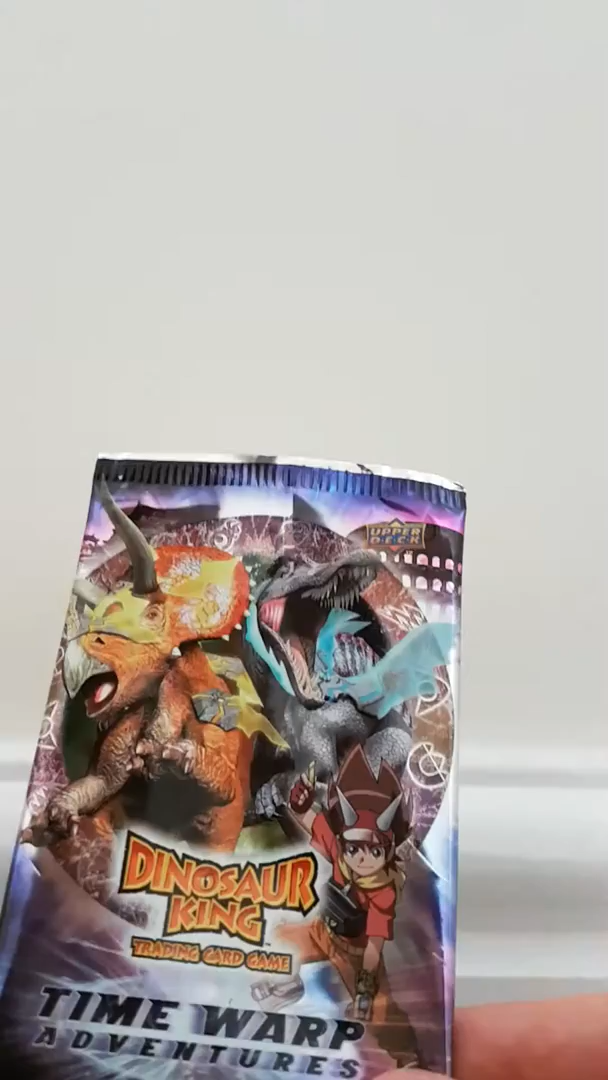 UPPER
DECK
DINOSAUR
KING
TRADING CARD GAME
TIME WARP
ADVENTURES